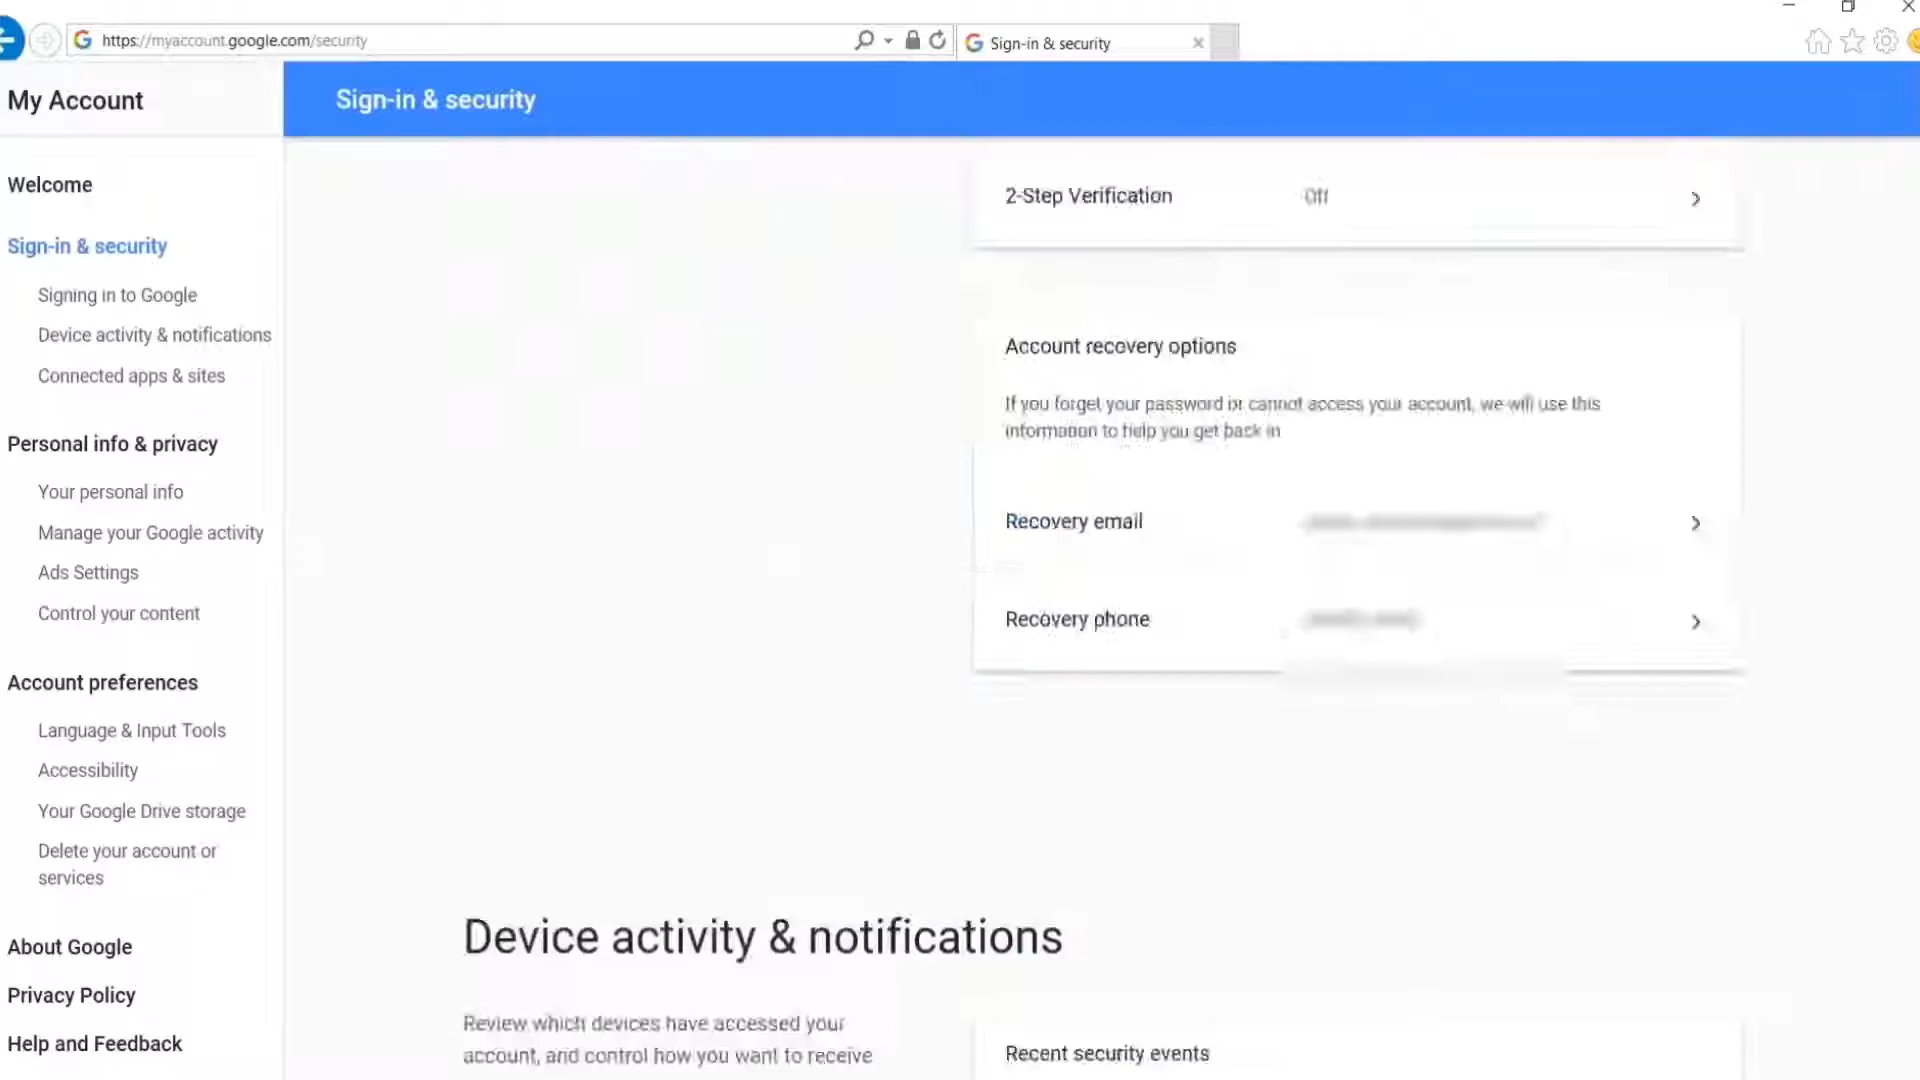 https://myaccount.google.com/security
Sign-in & security
My Account
Sign-in & security
Welcome
Sign-in & security
Signing in to Google
Device activity & notifications
Connected apps & sites
Personal info & privacy
Your personal info
Manage your Google activity
Ads Settings
Control your content
Account preferences
Language & Input Tools
Accessibility
Your Google Drive storage
Delete your account or
services
About Google
Privacy Policy
Help and Feedback
2-Step Verification Off
Account recovery options
If you forget your password or cannot access your account, we will use this
information to help you get back in
Recovery email
Recovery phone
Device activity & notifications
Review which devices have accessed your
account, and control how you want to receive
Recent security events